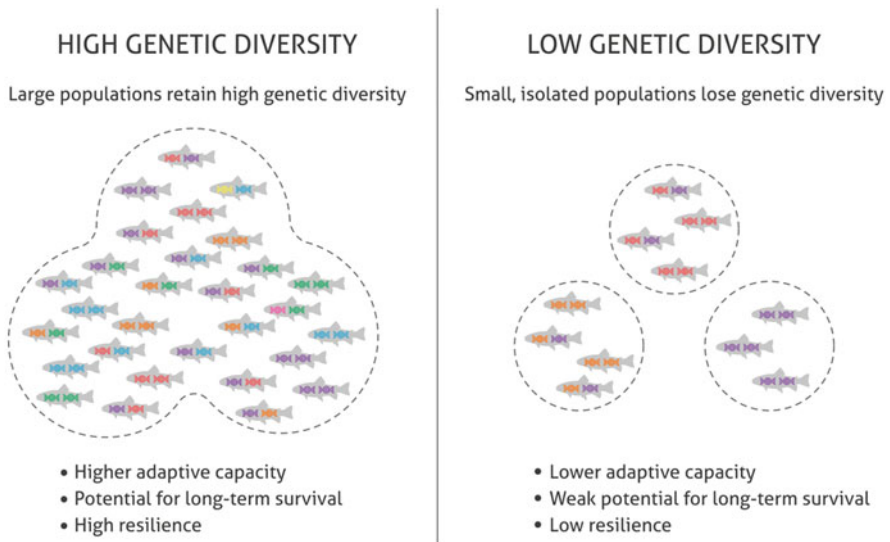 HIGH GENETIC DIVERSITY
Large populations retain high genetic diversity
• Higher adaptive capacity
• Potential for long-term survival
• High resilience
LOW GENETIC DIVERSITY
Small, isolated populations lose genetic diversity
• Lower adaptive capacity
• Weak potential for long-term survival
• Low resilience